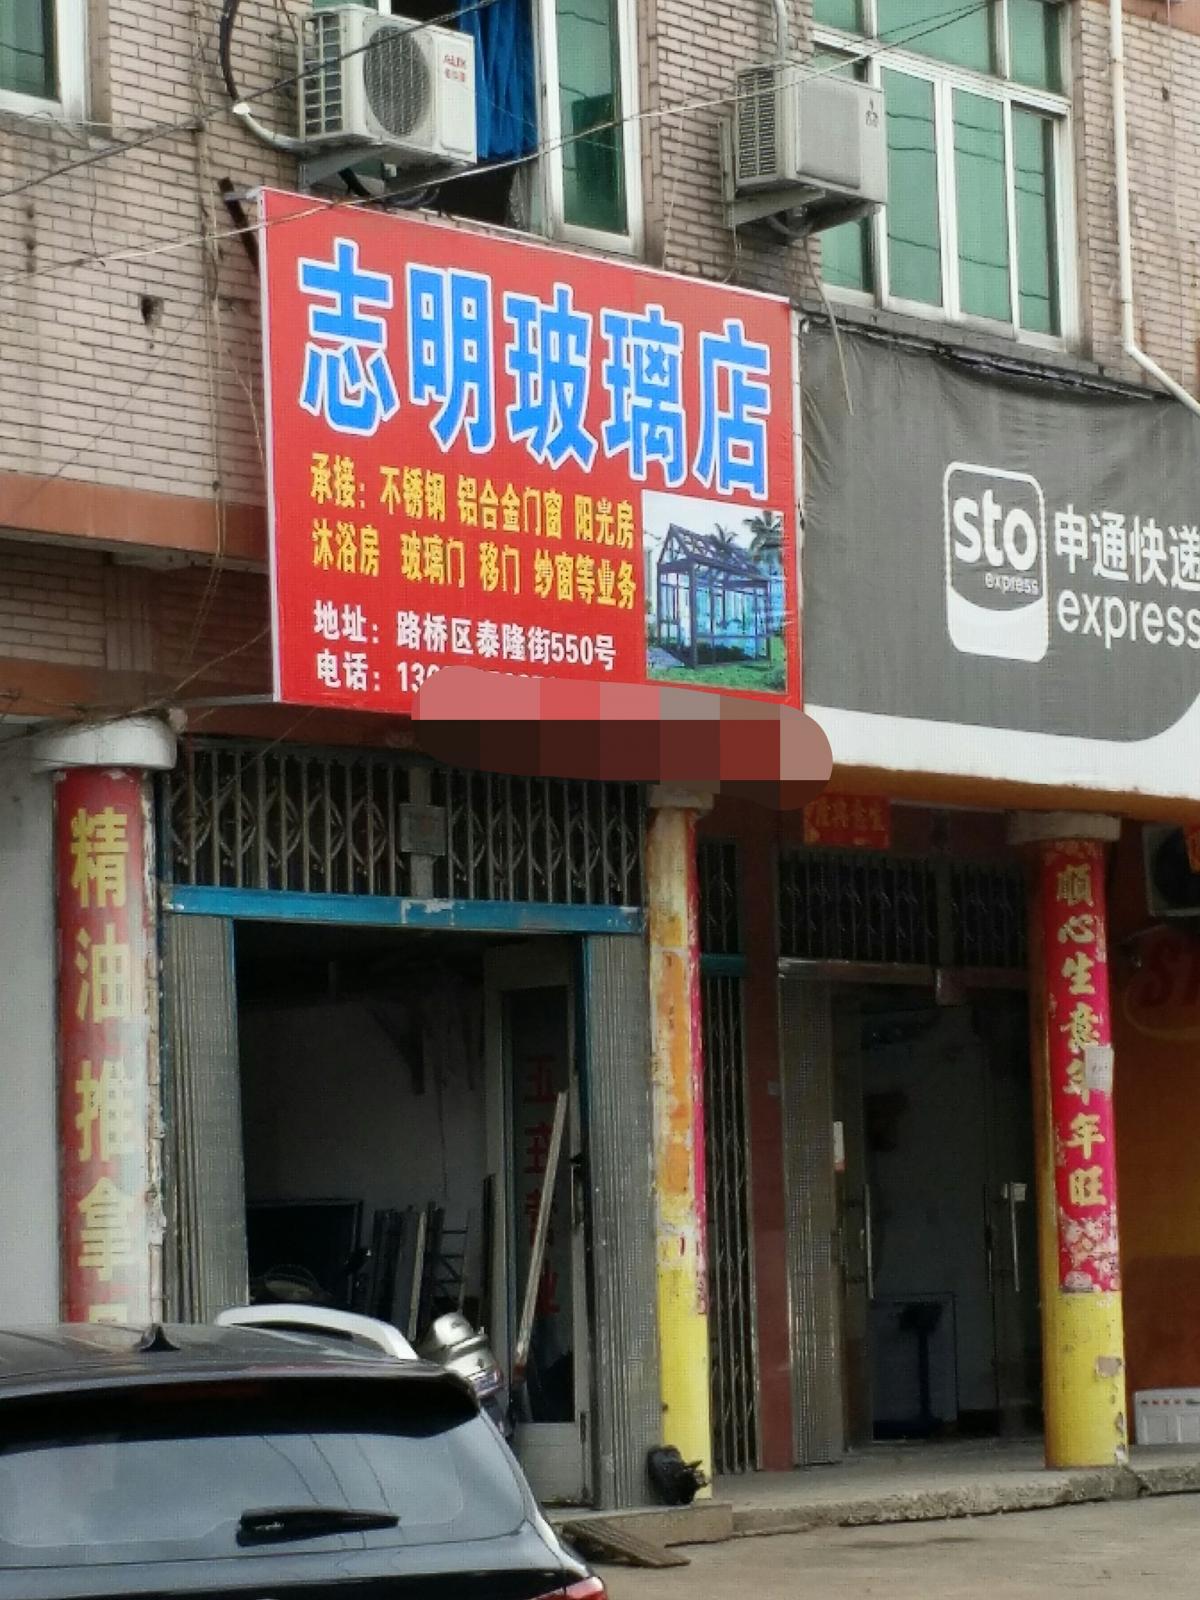 志明玻璃店
承接：不锈钢 铝合金门窗 阳光房
沐浴房 玻璃门 移门 纱窗等业务
地址：路桥区泰隆街550号
电话：13
sto
express
申通快递
express
AUX
精油推拿
顺心生意年年旺